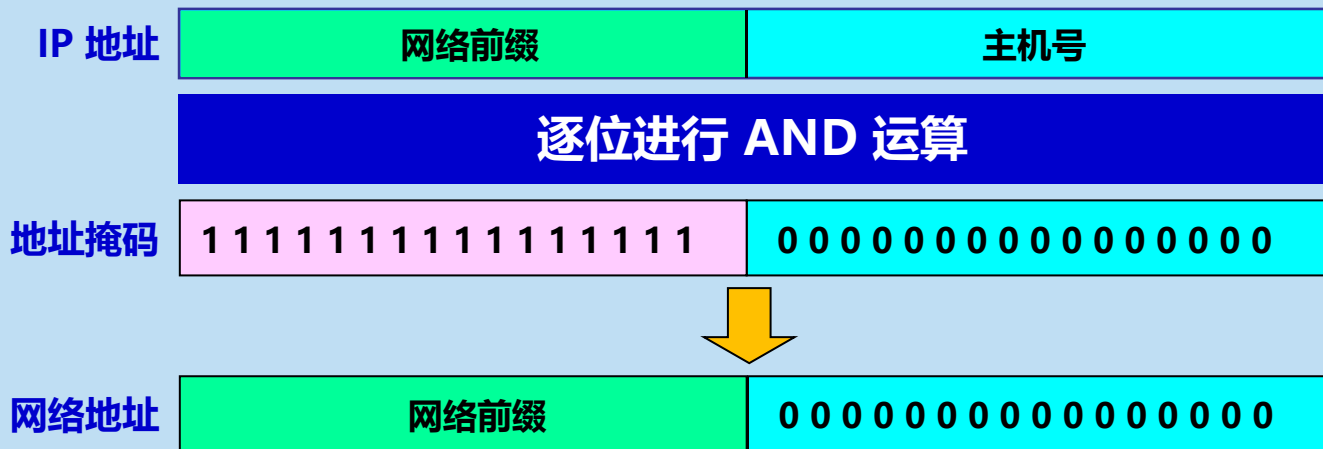 IP 地址 网络前缀 主机号
逐位进行 AND 运算
地址掩码 1 1 1 1 1 1 1 1 1 1 1 1 1 1 1 1 0 0 0 0 0 0 0 0 0 0 0 0 0 0 0 0
网络地址 网络前缀 0 0 0 0 0 0 0 0 0 0 0 0 0 0 0 0